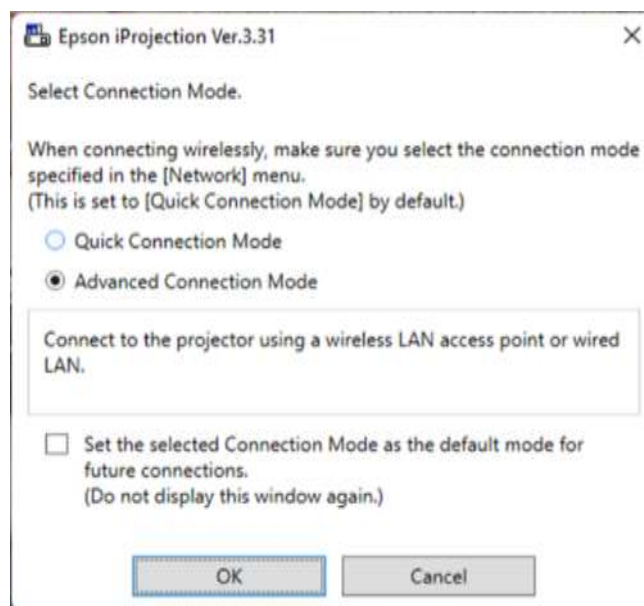 Epson iProjection Ver.3.31
Select Connection Mode.
When connecting wirelessly, make sure you select the connection mode
specified in the [Network] menu.
(This is set to [Quick Connection Mode] by default.)
Quick Connection Mode
Advanced Connection Mode
Connect to the projector using a wireless LAN access point or wired
LAN.
Set the selected Connection Mode as the default mode for
future connections.
(Do not display this window again.)
OK
Cancel